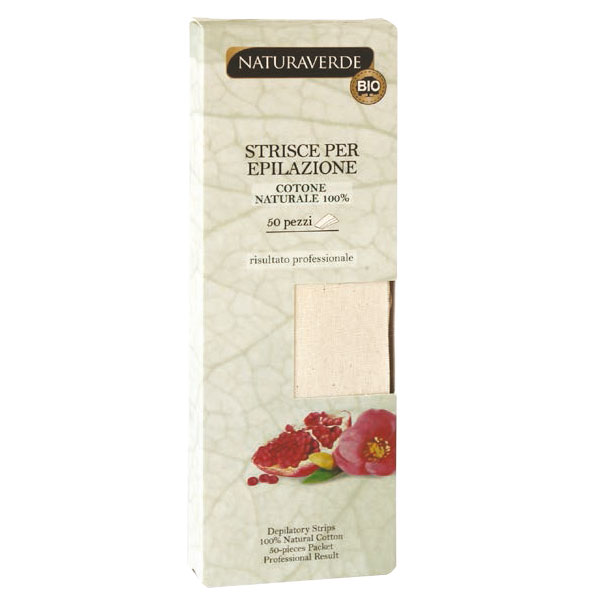 NATURAVERDE
BIO
STRISCE PER
EPILAZIONE
COTONE
NATURALE 100%
50 pezzi
risultato professionale
Depilatory Strips
100% Natural Cotton
50-pieces Packet
Professional Result